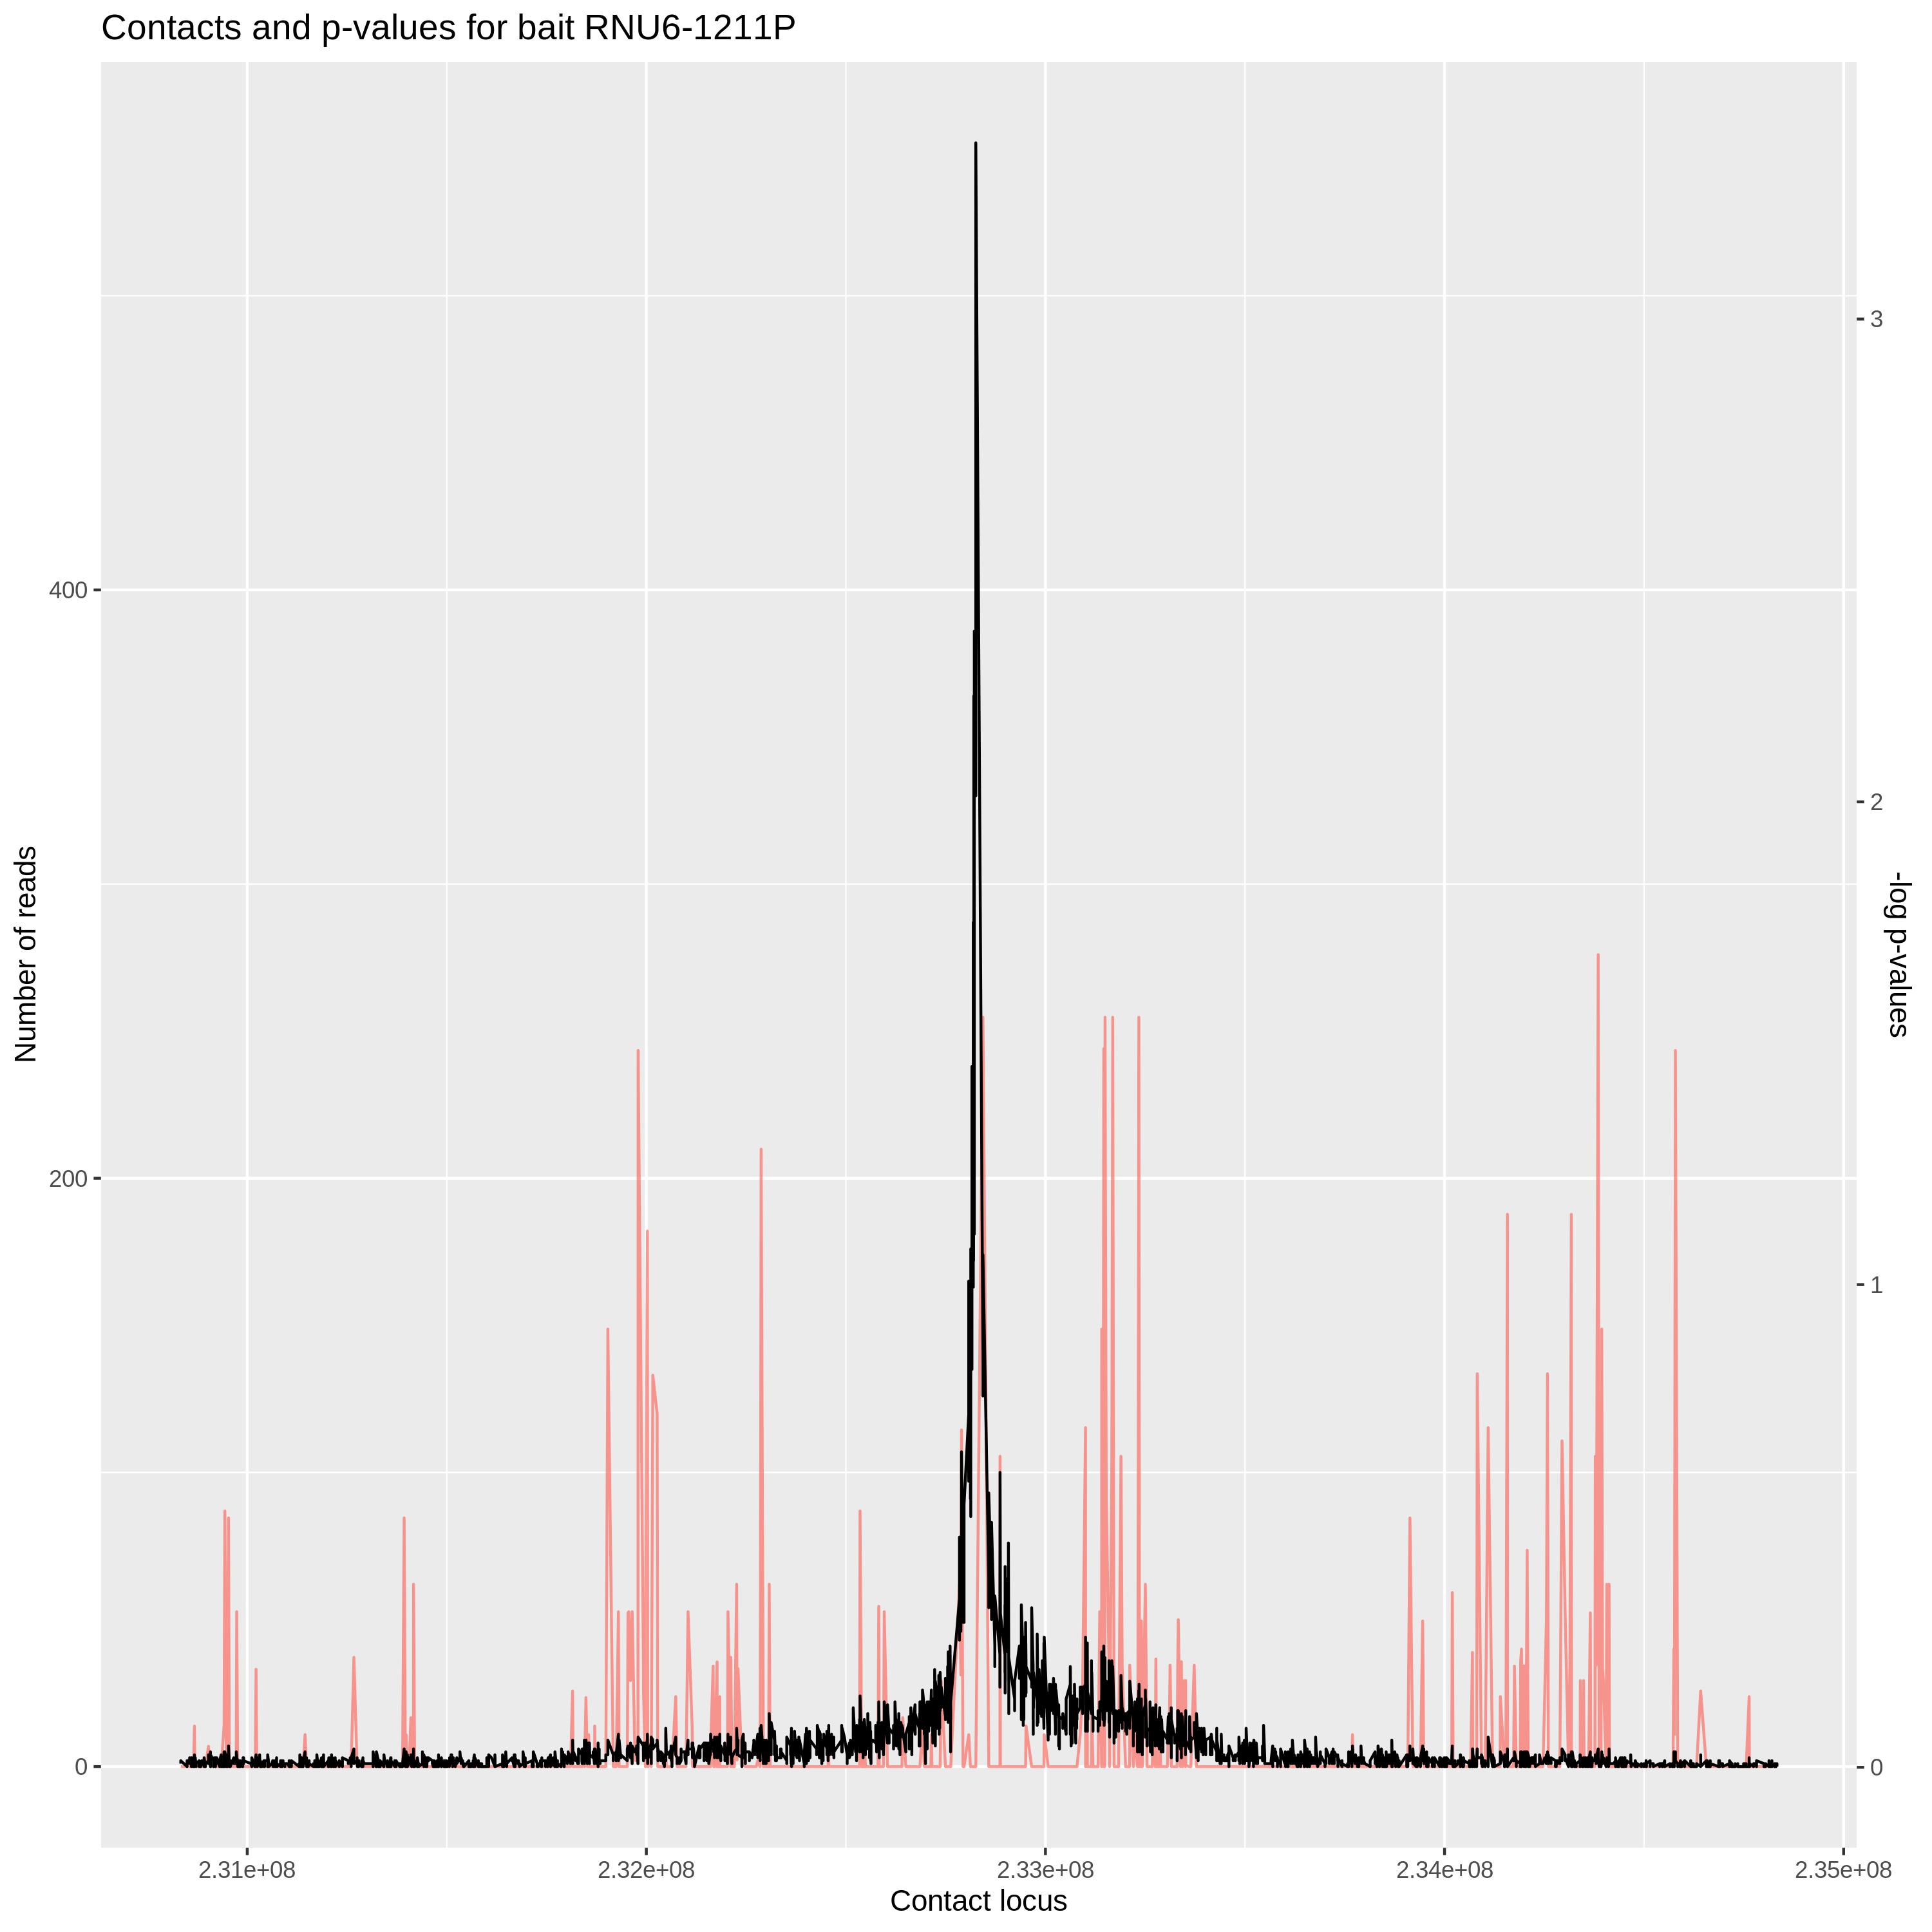 Contacts and p-values for bait RNU6-1211P
Number of reads
400
200
0
3
2
1
0
-log p-values
2.31e+08
2.32e+08
2.33e+08
2.34e+08
2.35e+08
Contact locus